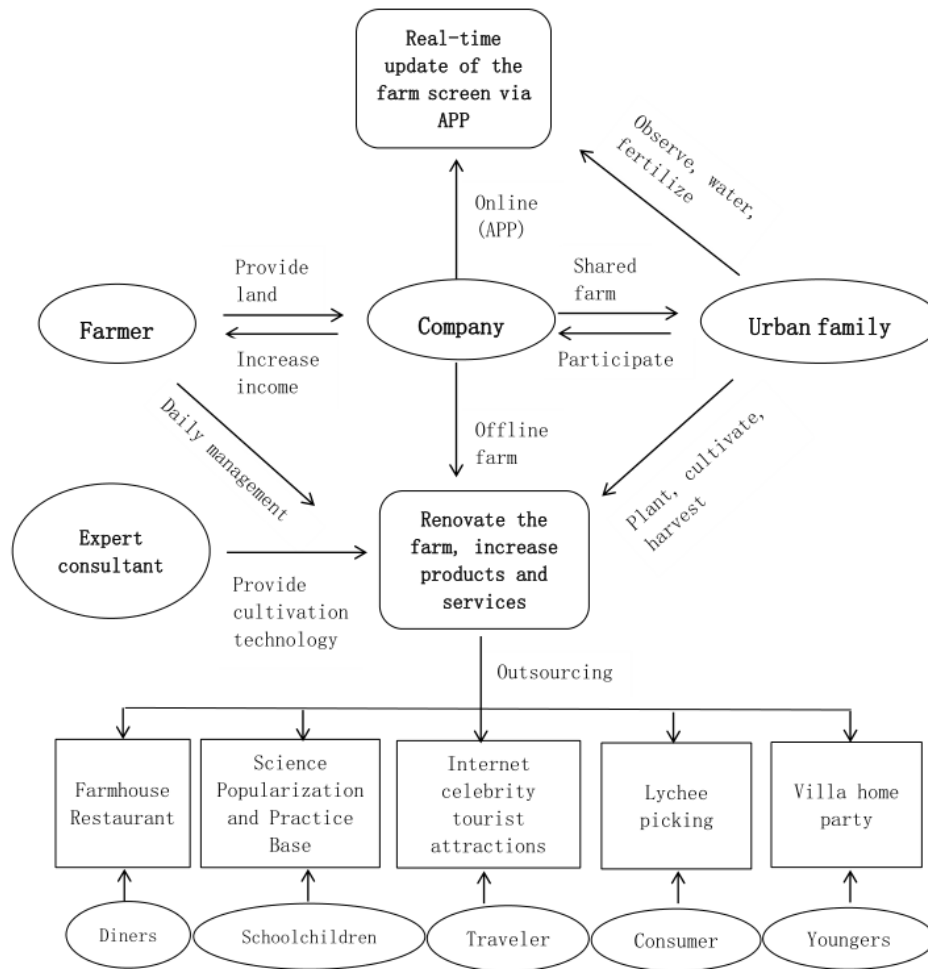 Real-time
update of the
farm screen via
APP
Observe, water,
fertilize
Online
(APP)
Provide
land
Shared
farm
Farmer
Company
Urban family
Increase
income
Participate
Daily management
Offline
farm
Plant, cultivate,
harvest
Expert
consultant
Provide
cultivation
technology
Renovate the
farm, increase
products and
services
Outsourcing
Farmhouse
Restaurant
Science
Popularization
and Practice
Base
Internet
celebrity
tourist
attractions
Lychee
picking
Villa home
party
Diners
Schoolchildren
Traveler
Consumer
Youngers